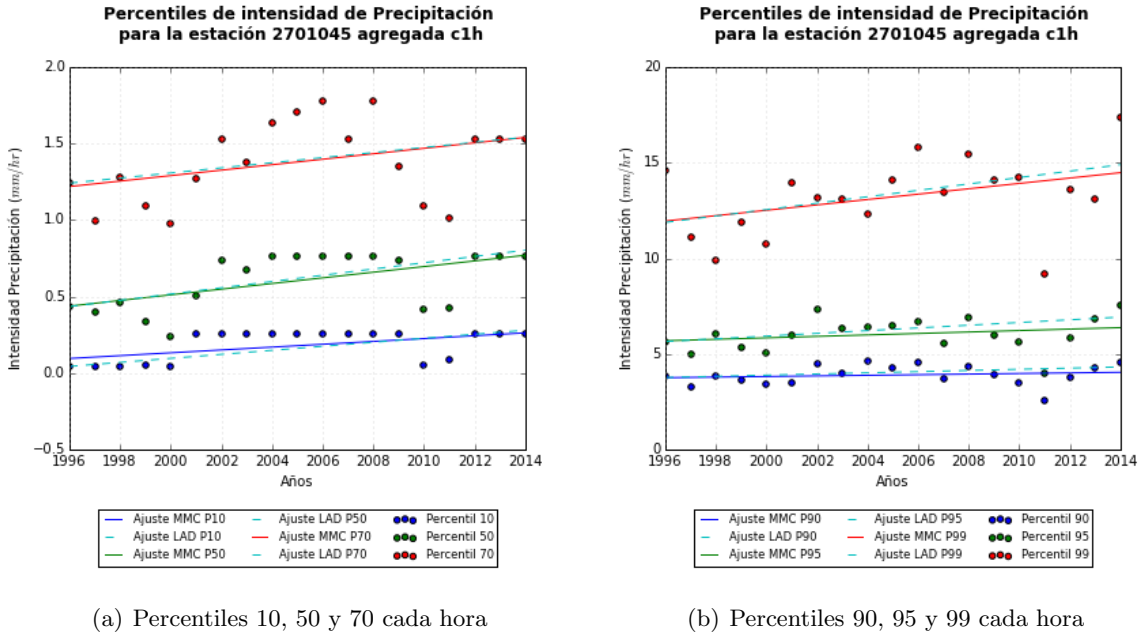 Percentiles de intensidad de Precipitación
para la estación 2701045 agregada c1h
2.0
1.5
1.0
0.5
0.0
−0.5
Intensidad Precipitación (mm/hr)
1996 1998 2000 2002 2004 2006 2008 2010 2012 2014
Años
Ajuste MMC P10 Ajuste LAD P50 Percentil 10
Ajuste LAD P10 Ajuste MMC P70 Percentil 50
Ajuste MMC P50 Ajuste LAD P70 Percentil 70
(a) Percentiles 10, 50 y 70 cada hora
Percentiles de intensidad de Precipitación
para la estación 2701045 agregada c1h
20
15
10
5
0
Intensidad Precipitación (mm/hr)
1996 1998 2000 2002 2004 2006 2008 2010 2012 2014
Años
Ajuste MMC P90 Ajuste LAD P95 Percentil 90
Ajuste LAD P90 Ajuste MMC P99 Percentil 95
Ajuste MMC P95 Ajuste LAD P99 Percentil 99
(b) Percentiles 90, 95 y 99 cada hora